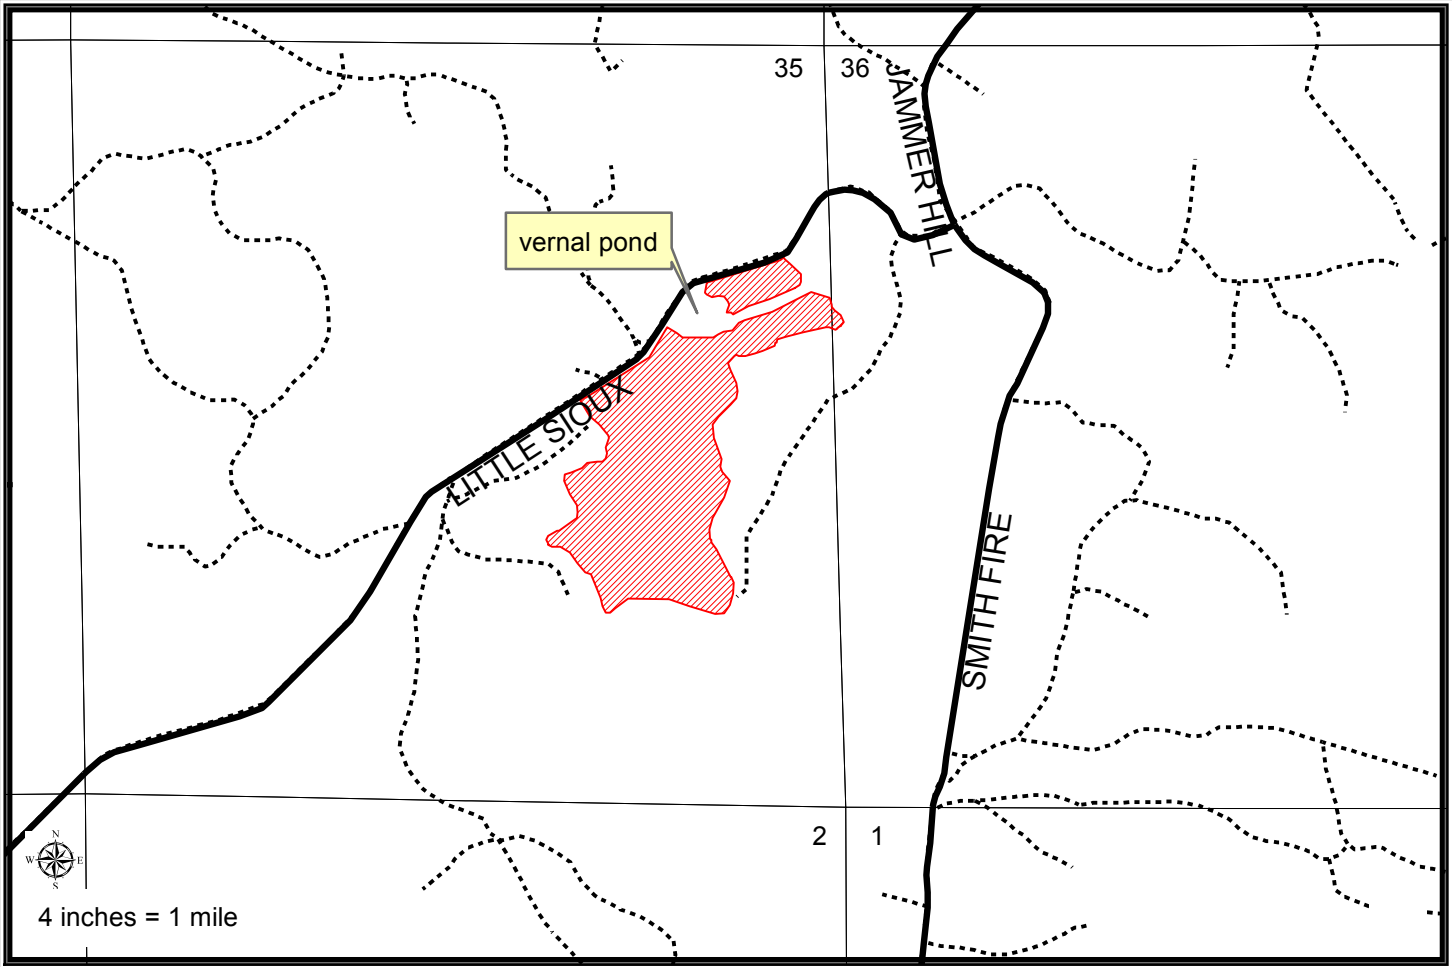 35 36
JAMMER HILL
vernal pond
LITTLE SIOUX
SMITH FIRE
2 1
N
W E
S
4 inches = 1 mile